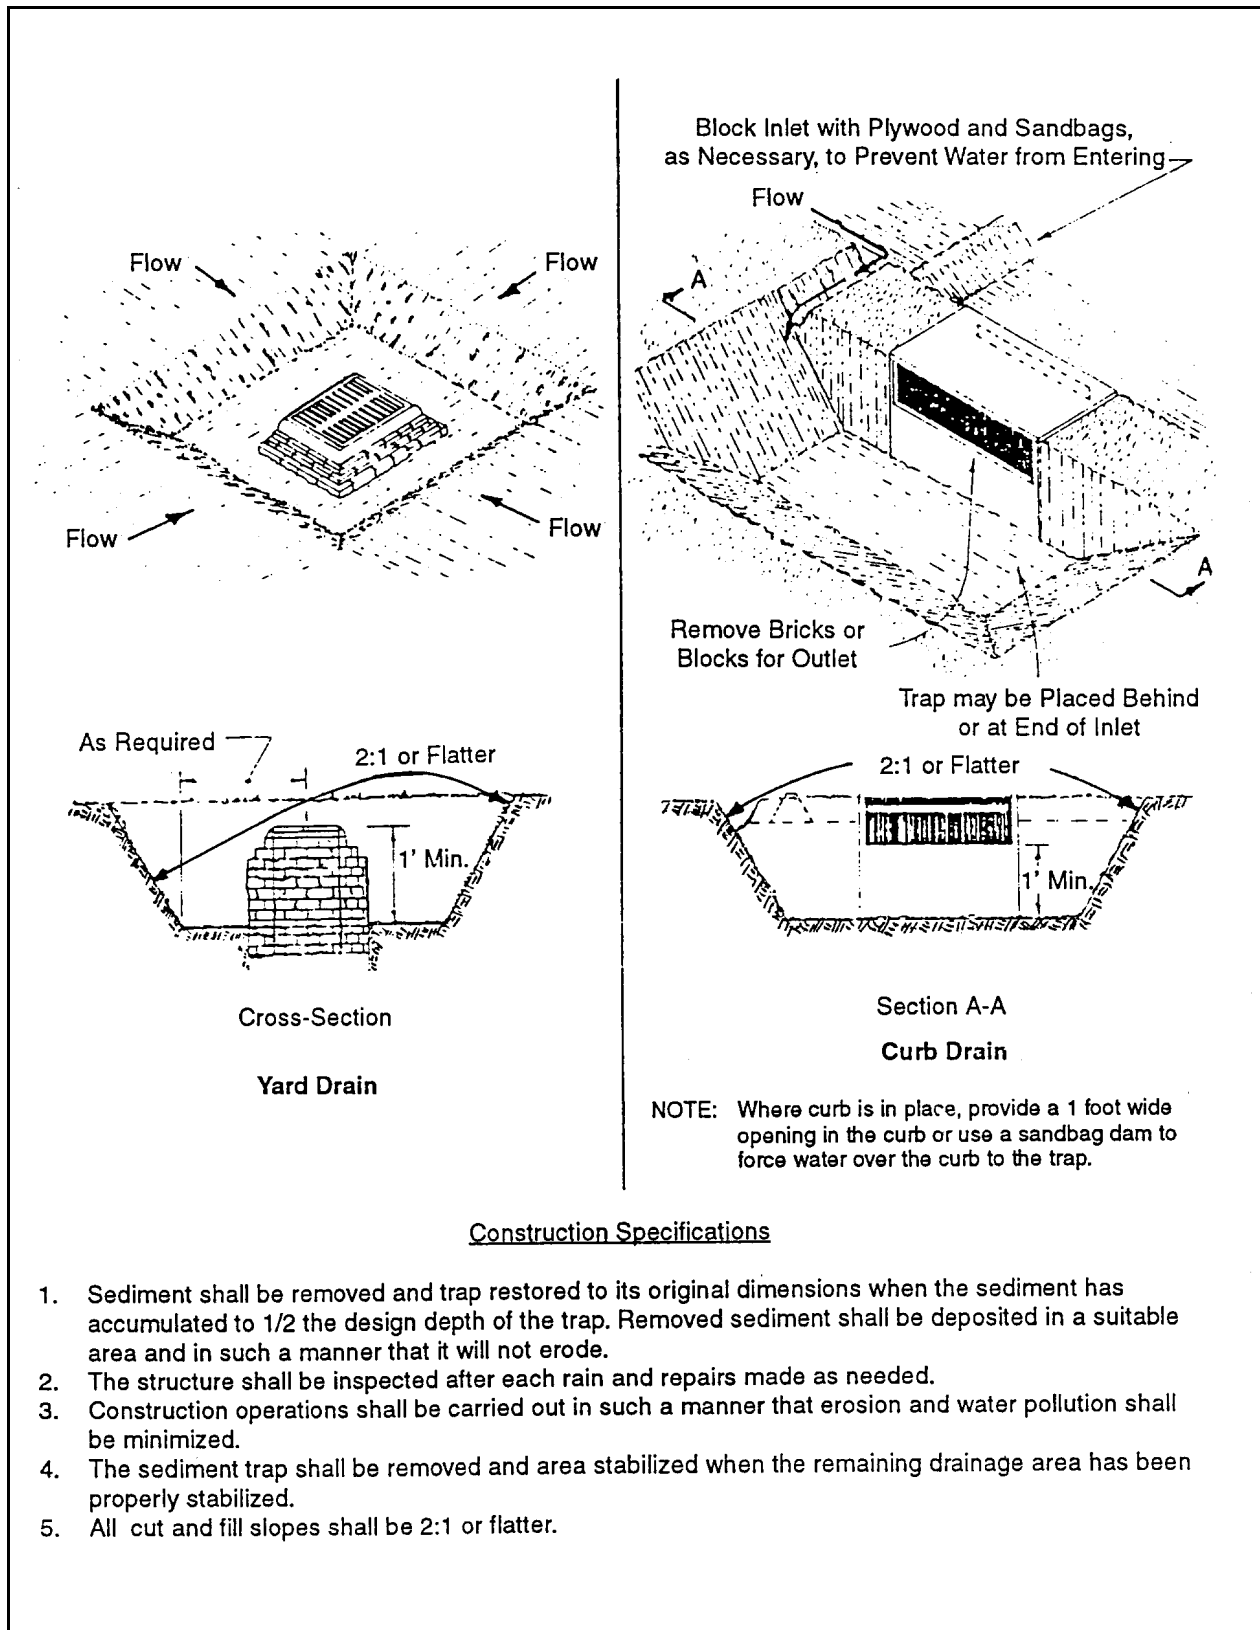 Flow
Flow
Flow
Flow
As Required
2:1 or Flatter
1' Min.
Cross-Section
Yard Drain
Block Inlet with Plywood and Sandbags,
as Necessary, to Prevent Water from Entering
Flow
A
A
Remove Bricks or
Blocks for Outlet
Trap may be Placed Behind
or at End of Inlet
2:1 or Flatter
1' Min.
Section A-A
Curb Drain
NOTE: Where curb is in place, provide a 1 foot wide
opening in the curb or use a sandbag dam to
force water over the curb to the trap.
Construction Specifications
1. Sediment shall be removed and trap restored to its original dimensions when the sediment has
accumulated to 1/2 the design depth of the trap. Removed sediment shall be deposited in a suitable
area and in such a manner that it will not erode.
2. The structure shall be inspected after each rain and repairs made as needed.
3. Construction operations shall be carried out in such a manner that erosion and water pollution shall
be minimized.
4. The sediment trap shall be removed and area stabilized when the remaining drainage area has been
properly stabilized.
5. All cut and fill slopes shall be 2:1 or flatter.